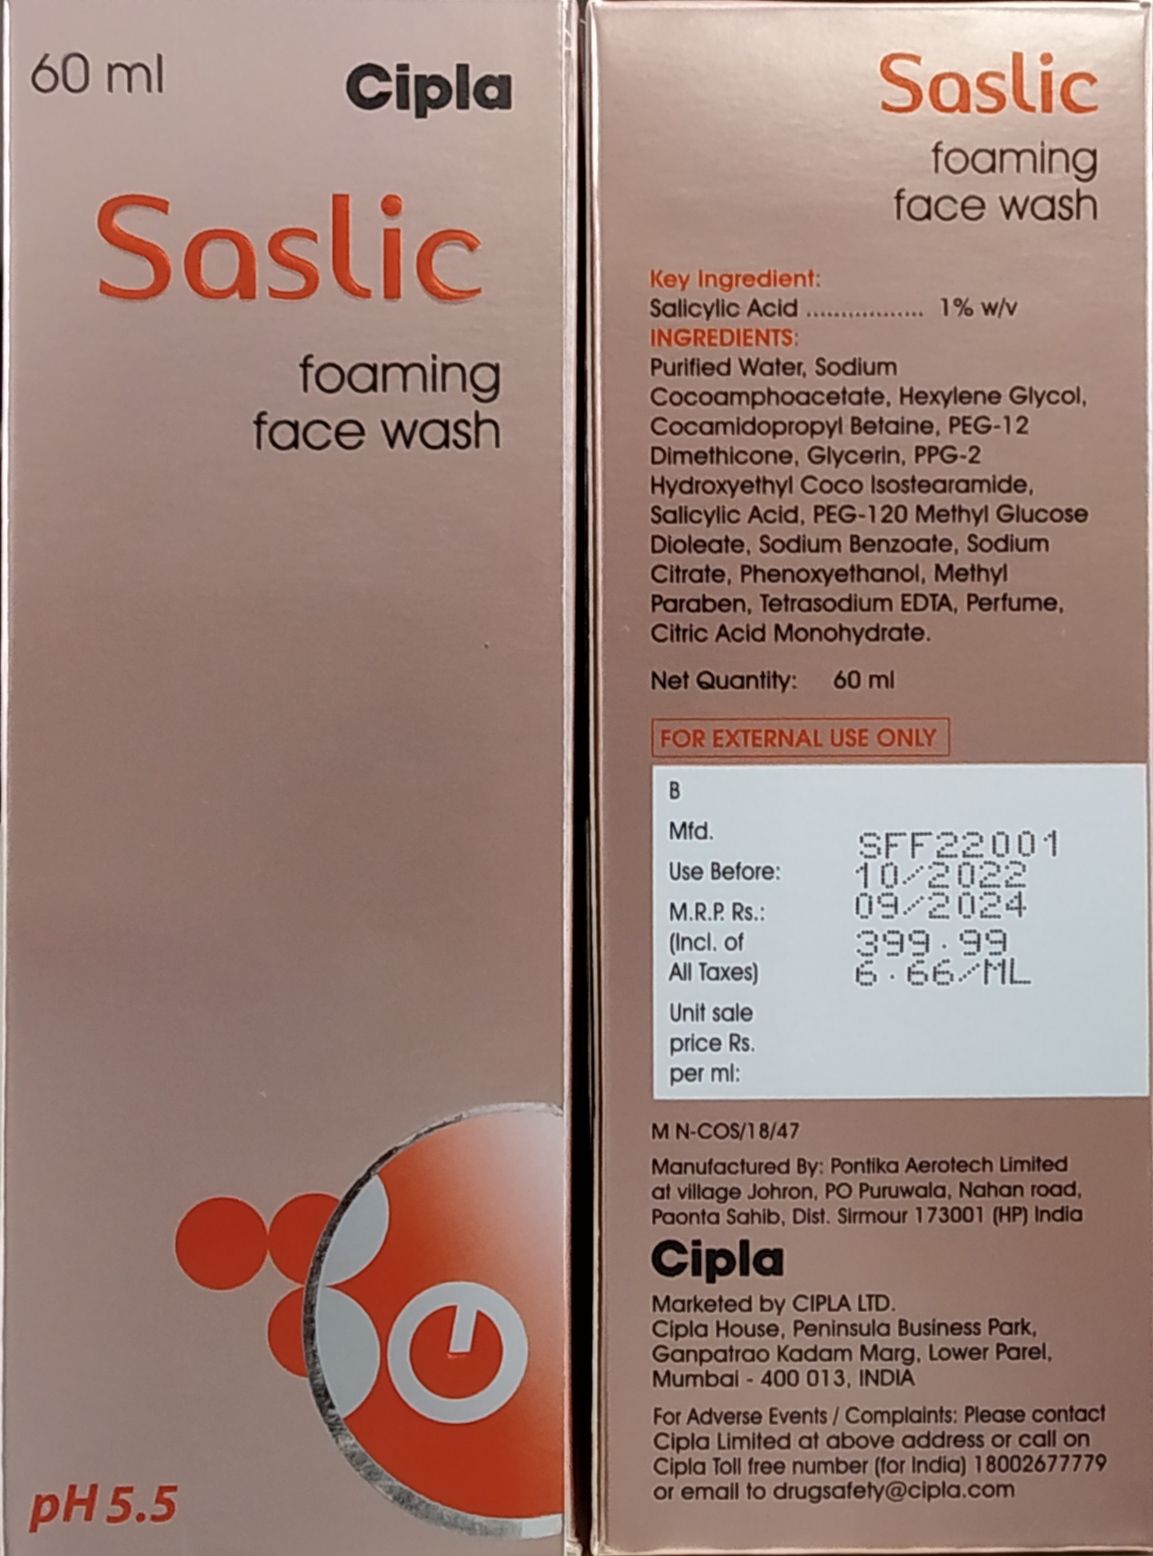 60 ml
Cipla
Saslic
foaming
face wash
pH 5.5
Saslic
foaming
face wash
Key Ingredient:
Salicylic Acid ................. 1% w/v
INGREDIENTS:
Purified Water, Sodium
Cocoamphoacetate, Hexylene Glycol,
Cocamidopropyl Betaine, PEG-12
Dimethicone, Glycerin, PPG-2
Hydroxyethyl Coco Isostearamide,
Salicylic Acid, PEG-120 Methyl Glucose
Dioleate, Sodium Benzoate, Sodium
Citrate, Phenoxyethanol, Methyl
Paraben, Tetrasodium EDTA, Perfume,
Citric Acid Monohydrate.
Net Quantity: 60 ml
FOR EXTERNAL USE ONLY
B
Mfd.
Use Before:
M.R.P. Rs.:
(Incl. of
All Taxes)
Unit sale
price Rs.
per ml:
SFF22001
10/2022
09/2024
399.99
6.66/ML
M N-COS/18/47
Manufactured By: Pontika Aerotech Limited
at village Johron, PO Puruwala, Nahan road,
Paonta Sahib, Dist. Sirmour 173001 (HP) India
Cipla
Marketed by CIPLA LTD.
Cipla House, Peninsula Business Park,
Ganpatrao Kadam Marg, Lower Parel,
Mumbai - 400 013, INDIA
For Adverse Events / Complaints: Please contact
Cipla Limited at above address or call on
Cipla Toll free number (for India) 18002677779
or email to drugsafety@cipla.com